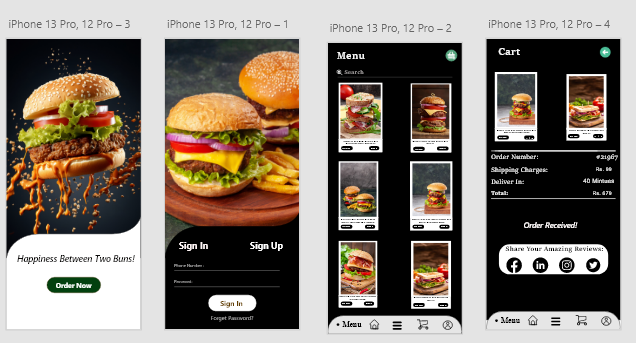 iPhone 13 Pro, 12 Pro – 3
Happiness Between Two Buns!
Order Now
iPhone 13 Pro, 12 Pro – 1
Sign In
Sign Up
Phone Number:
Password:
Sign In
Forget Password?
iPhone 13 Pro, 12 Pro – 2
Menu
Search
• Menu
iPhone 13 Pro, 12 Pro – 4
Cart
Order Number: #21967
Shipping Charges: Rs. 99
Deliver In: 40 Mintues
Total: Rs. 679
Order Received!
Share Your Amazing Reviews:
• Menu